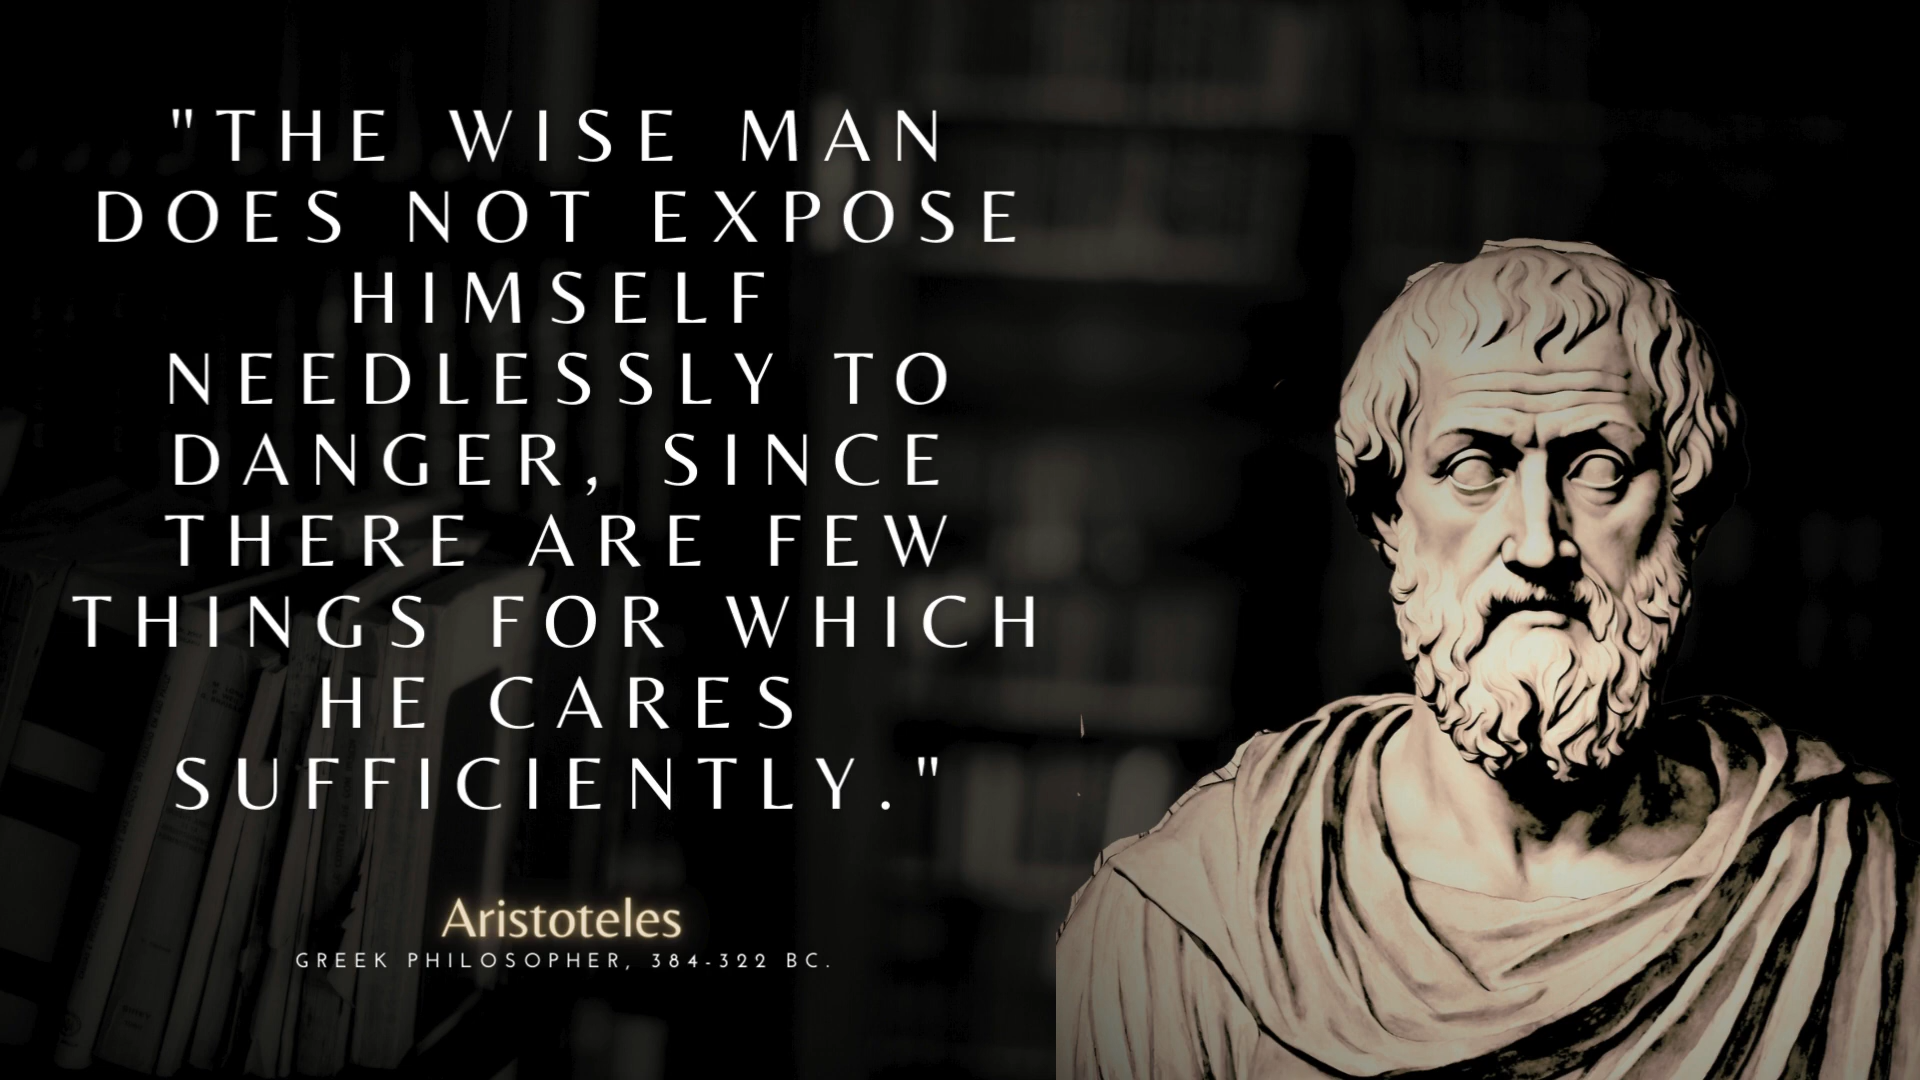 "THE WISE MAN
DOES NOT EXPOSE
HIMSELF
NEEDLESSLY TO
DANGER, SINCE
THERE ARE FEW
THINGS FOR WHICH
HE CARES
SUFFICIENTLY."
Aristoteles
GREEK PHILOSOPHER, 384-322 BC.